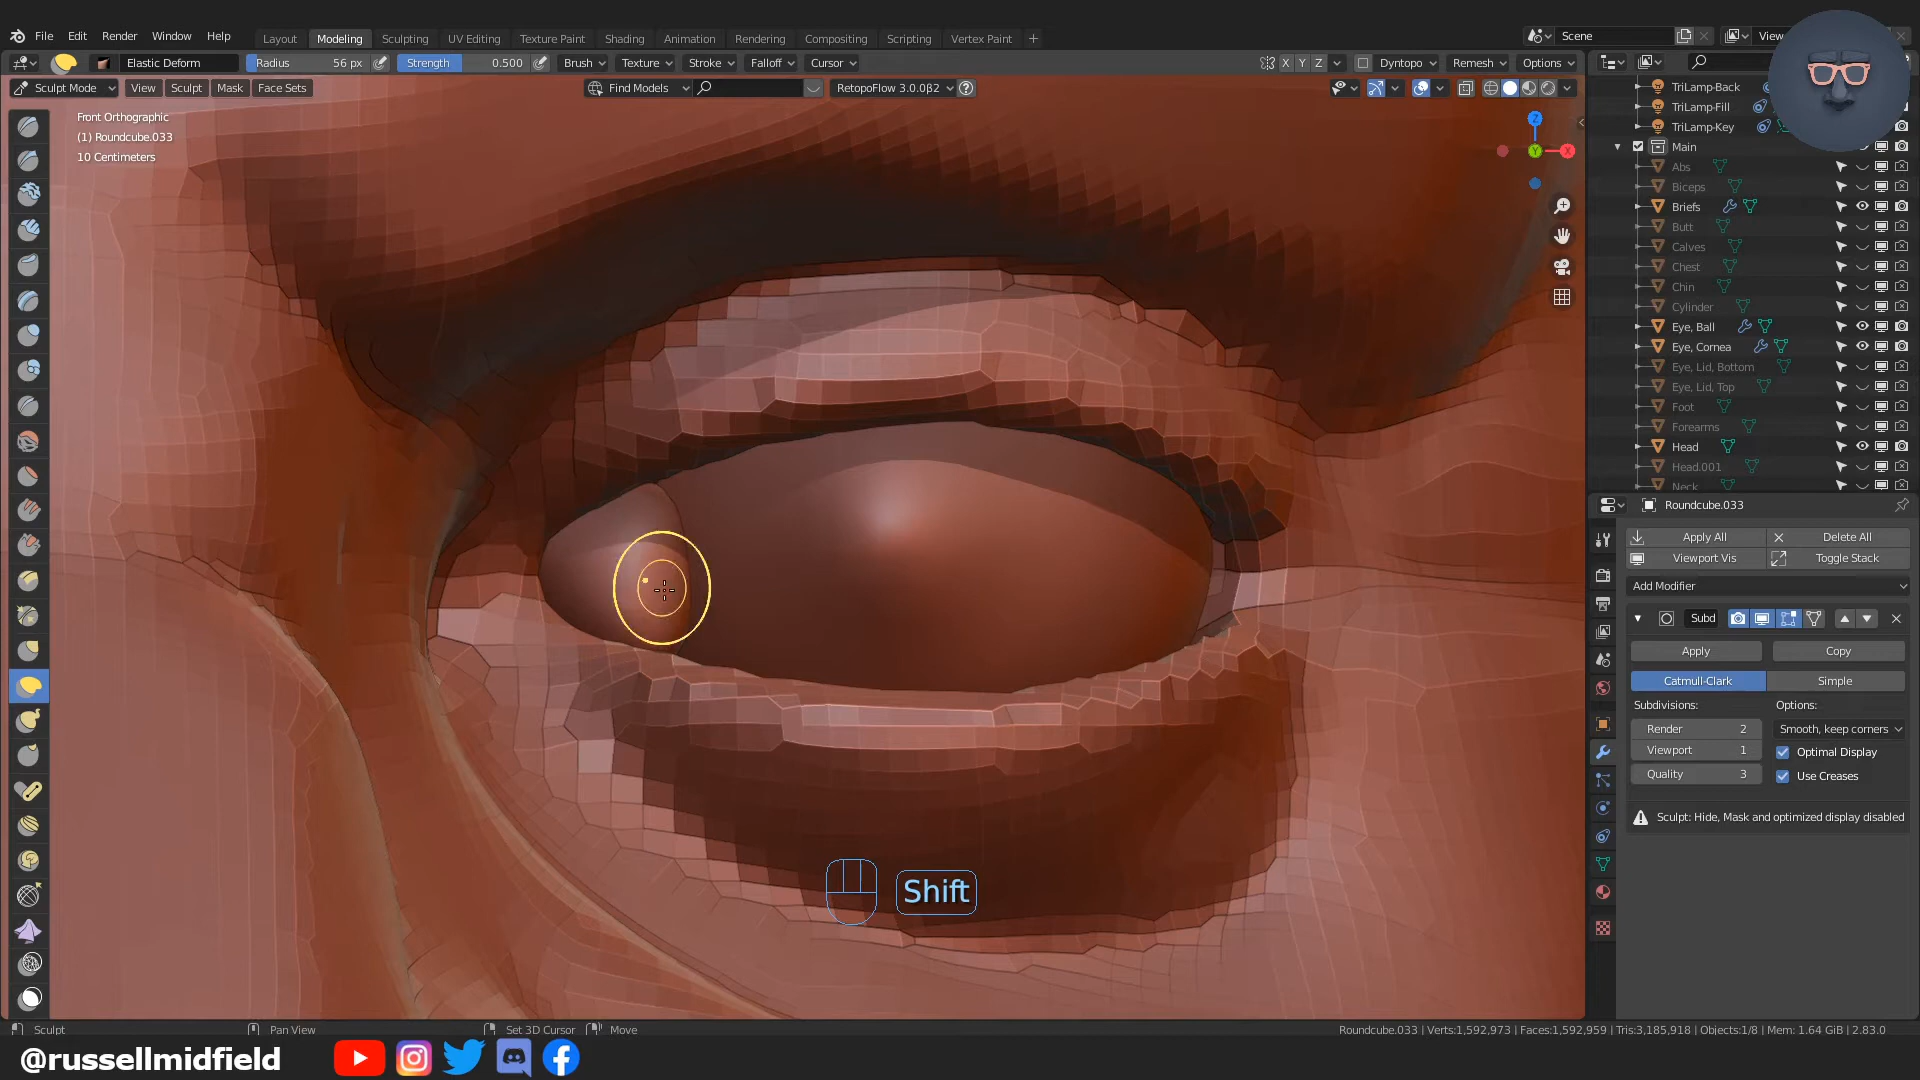 File Edit Render Window Help
Layout Modeling Sculpting UV Editing Texture Paint Shading Animation Rendering Compositing Scripting Vertex Paint +
Scene
View
Elastic Deform Radius 56 px Strength 0.500 Brush Texture Stroke Falloff Cursor X Y Z Dyntopo Remesh Options
Sculpt Mode View Sculpt Mask Face Sets Find Models RetopoFlow 3.0.0β2 ?
Front Orthographic
(1) Roundcube.033
10 Centimeters
Z
Y
X
TriLamp-Back
TriLamp-Fill
TriLamp-Key
Main
Abs
Biceps
Briefs
Butt
Calves
Chest
Chin
Cylinder
Eye, Ball
Eye, Cornea
Eye, Lid, Bottom
Eye, Lid, Top
Foot
Forearms
Head
Head.001
Neck
Roundcube.033
Apply All Delete All
Viewport Vis Toggle Stack
Add Modifier
Subd
Apply Copy
Catmull-Clark Simple
Subdivisions: Options:
Render 2 Smooth, keep corners
Viewport 1 Optimal Display
Quality 3 Use Creases
Sculpt: Hide, Mask and optimized display disabled
Shift
Sculpt Pan View Set 3D Cursor Move
Roundcube.033 | Verts:1,592,973 | Faces:1,592,959 | Tris:3,185,918 | Objects:1/8 | Mem: 1.64 GiB | 2.83.0
@russellmidfield